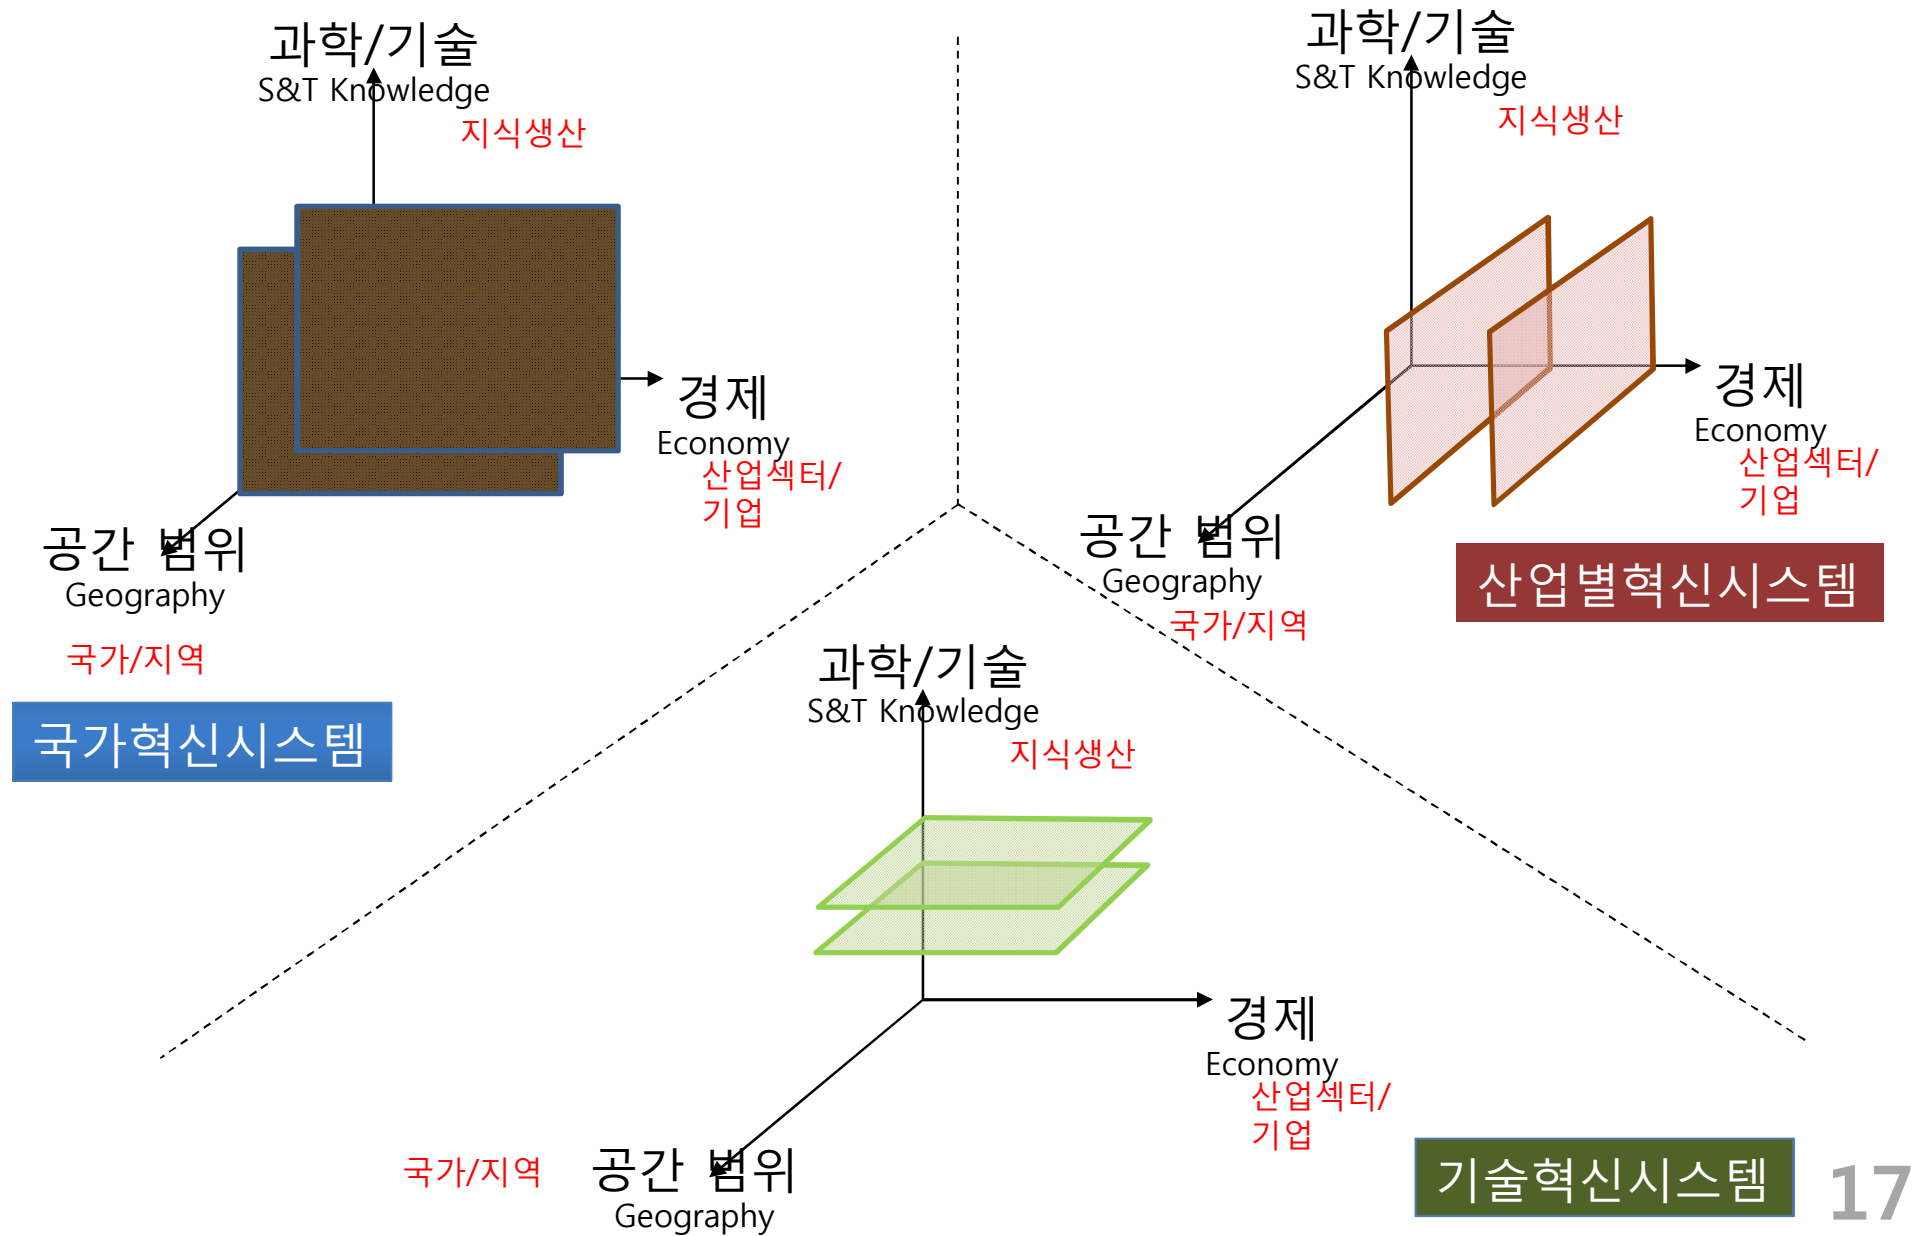 과학/기술
S&T Knowledge
지식생산
경제
Economy
산업섹터/
기업
공간 범위
Geography
국가/지역
국가혁신시스템
과학/기술
S&T Knowledge
지식생산
경제
Economy
산업섹터/
기업
공간 범위
Geography
국가/지역
산업별혁신시스템
과학/기술
S&T Knowledge
지식생산
경제
Economy
산업섹터/
기업
국가/지역
공간 범위
Geography
기술혁신시스템
17